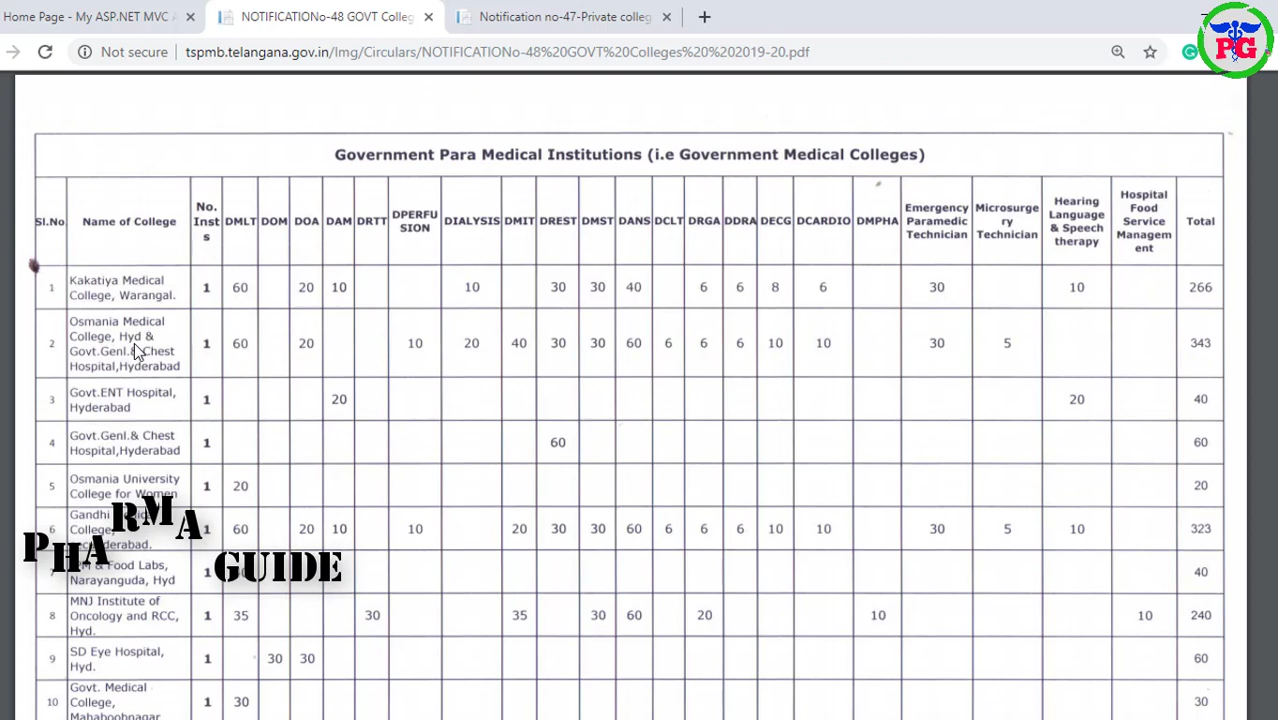 Home Page - My ASP.NET MVC A
NOTIFICATIONNo-48 GOVT Colleg
Notification no-47-Private colleg
Not secure tspmb.telangana.gov.in/Img/Circulars/NOTIFICATIONo-48%20GOVT%20Colleges%20%202019-20.pdf
PG
Government Para Medical Institutions (i.e Government Medical Colleges)
Sl.No Name of College No. Inst s DMLT DOM DOA DAM DRTT DPERFU SION DIALYSIS DMIT DREST DMST DANS DCLT DRGA DDRA DECG DCARDIO DMPHA Emergency Paramedic Technician Microsurge ry Technician Hearing Language & Speech therapy Hospital Food Service Managem ent Total
1 Kakatiya Medical College, Warangal. 1 60 20 10 10 30 30 40 6 6 8 6 30 10 266
2 Osmania Medical College, Hyd & Govt.Genl.& Chest Hospital,Hyderabad 1 60 20 10 20 40 30 30 60 6 6 6 10 10 30 5 343
3 Govt.ENT Hospital, Hyderabad 1 20 20 40
4 Govt.Genl.& Chest Hospital,Hyderabad 1 60 60
5 Osmania University College for Women 1 20 20
6 Gandhi College, 1 60 20 10 10 20 30 30 60 6 6 6 10 10 30 5 10 323
& Food Labs, Narayanguda, Hyd 1 40
8 MNJ Institute of Oncology and RCC, Hyd. 1 35 30 35 30 60 20 10 10 240
9 SD Eye Hospital, Hyd. 1 30 30 60
10 Govt. Medical College, Mahaboobnagar 1 30 30
PHARMA
GUIDE